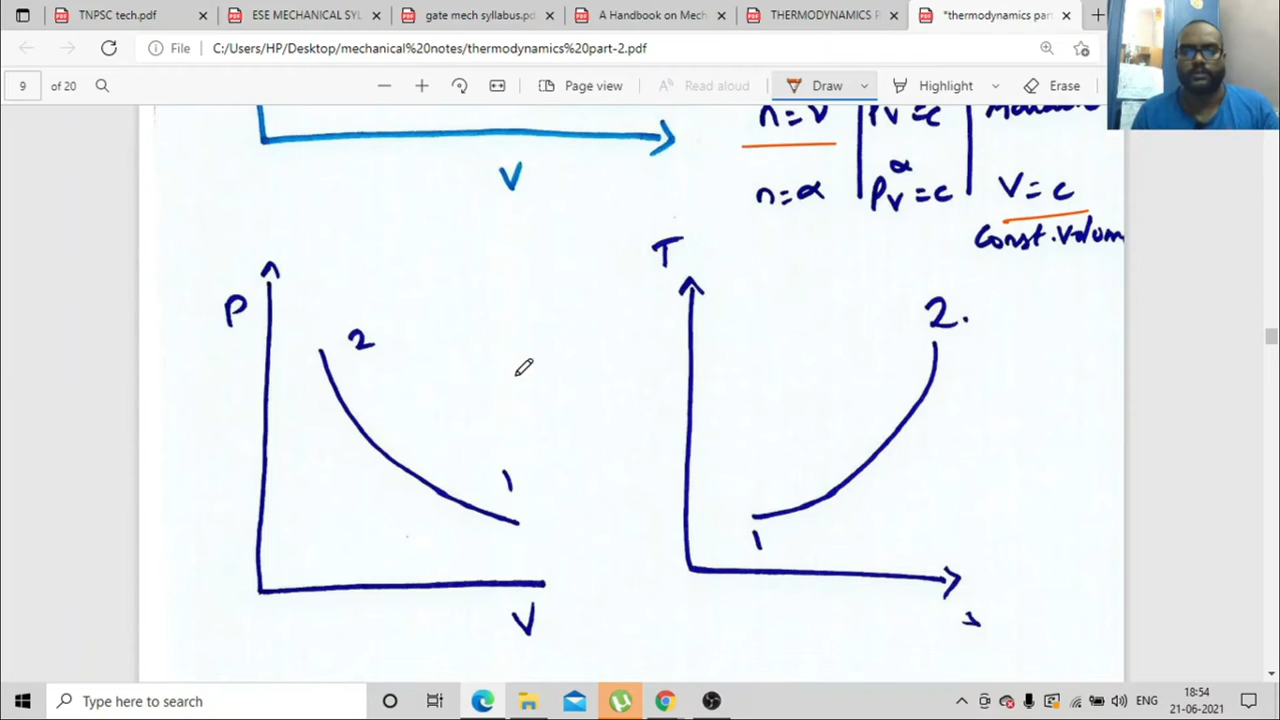 TNPSC tech.pdf
ESE MECHANICAL SYL
gate mech syllabus.pd
A Handbook on Mech
THERMODYNAMICS P
*thermodynamics par
File
C:/Users/HP/Desktop/mechanical%20notes/thermodynamics%20part-2.pdf
9 of 20
Page view
Read aloud
Draw
Highlight
Erase
V
n=α
PV^α=c
V=c
Const. Volum
P
2
1
V
T
2.
1
s
Type here to search
ENG
18:54
21-06-2021